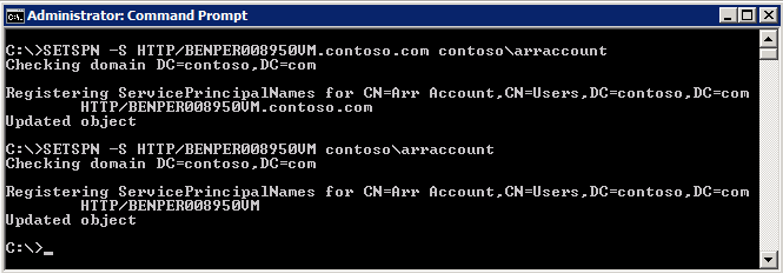 Administrator: Command Prompt
C:\>SETSPN -S HTTP/BENPER008950VM.contoso.com contoso\arraccount
Checking domain DC=contoso,DC=com
Registering ServicePrincipalNames for CN=Arr Account,CN=Users,DC=contoso,DC=com
HTTP/BENPER008950VM.contoso.com
Updated object
C:\>SETSPN -S HTTP/BENPER008950VM contoso\arraccount
Checking domain DC=contoso,DC=com
Registering ServicePrincipalNames for CN=Arr Account,CN=Users,DC=contoso,DC=com
HTTP/BENPER008950VM
Updated object
C:\>_